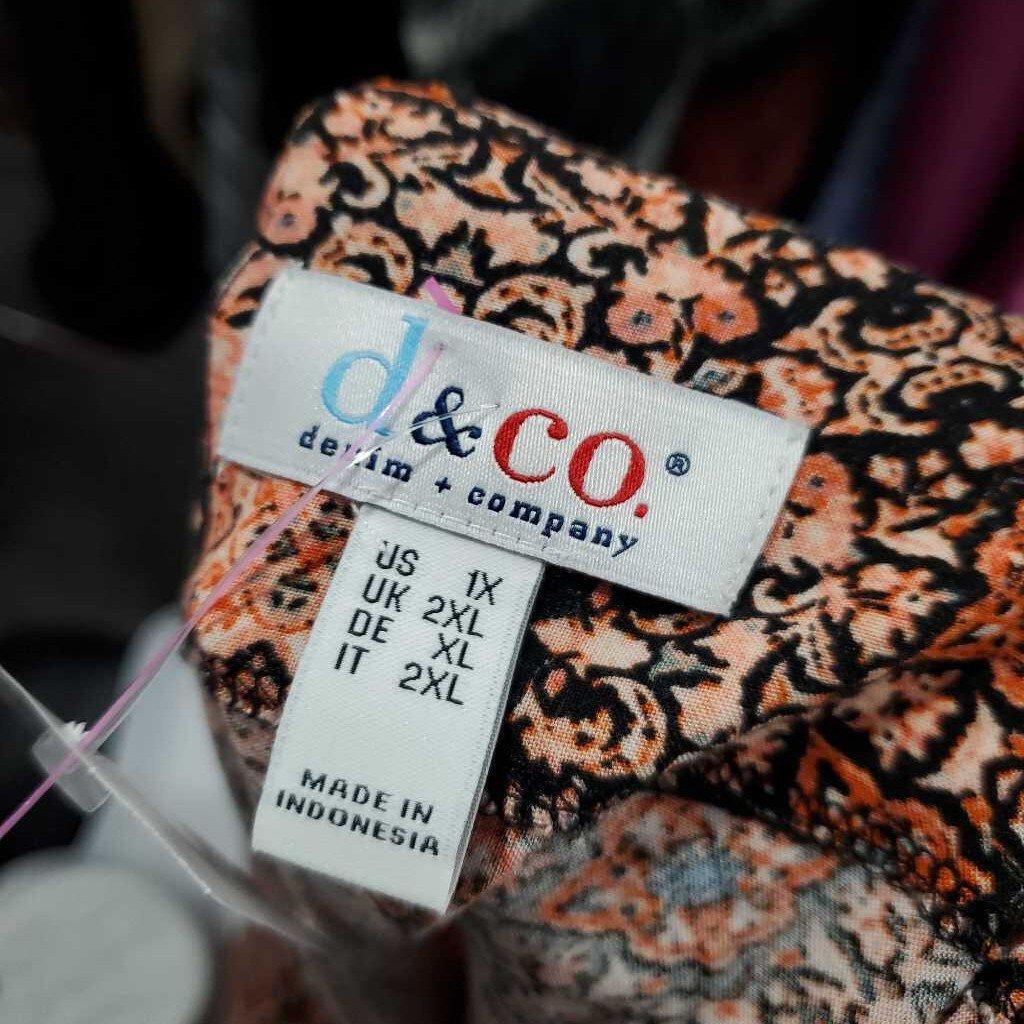 d&co.®
denim + company
US 1X
UK 2XL
DE XL
IT 2XL
MADE IN
INDONESIA